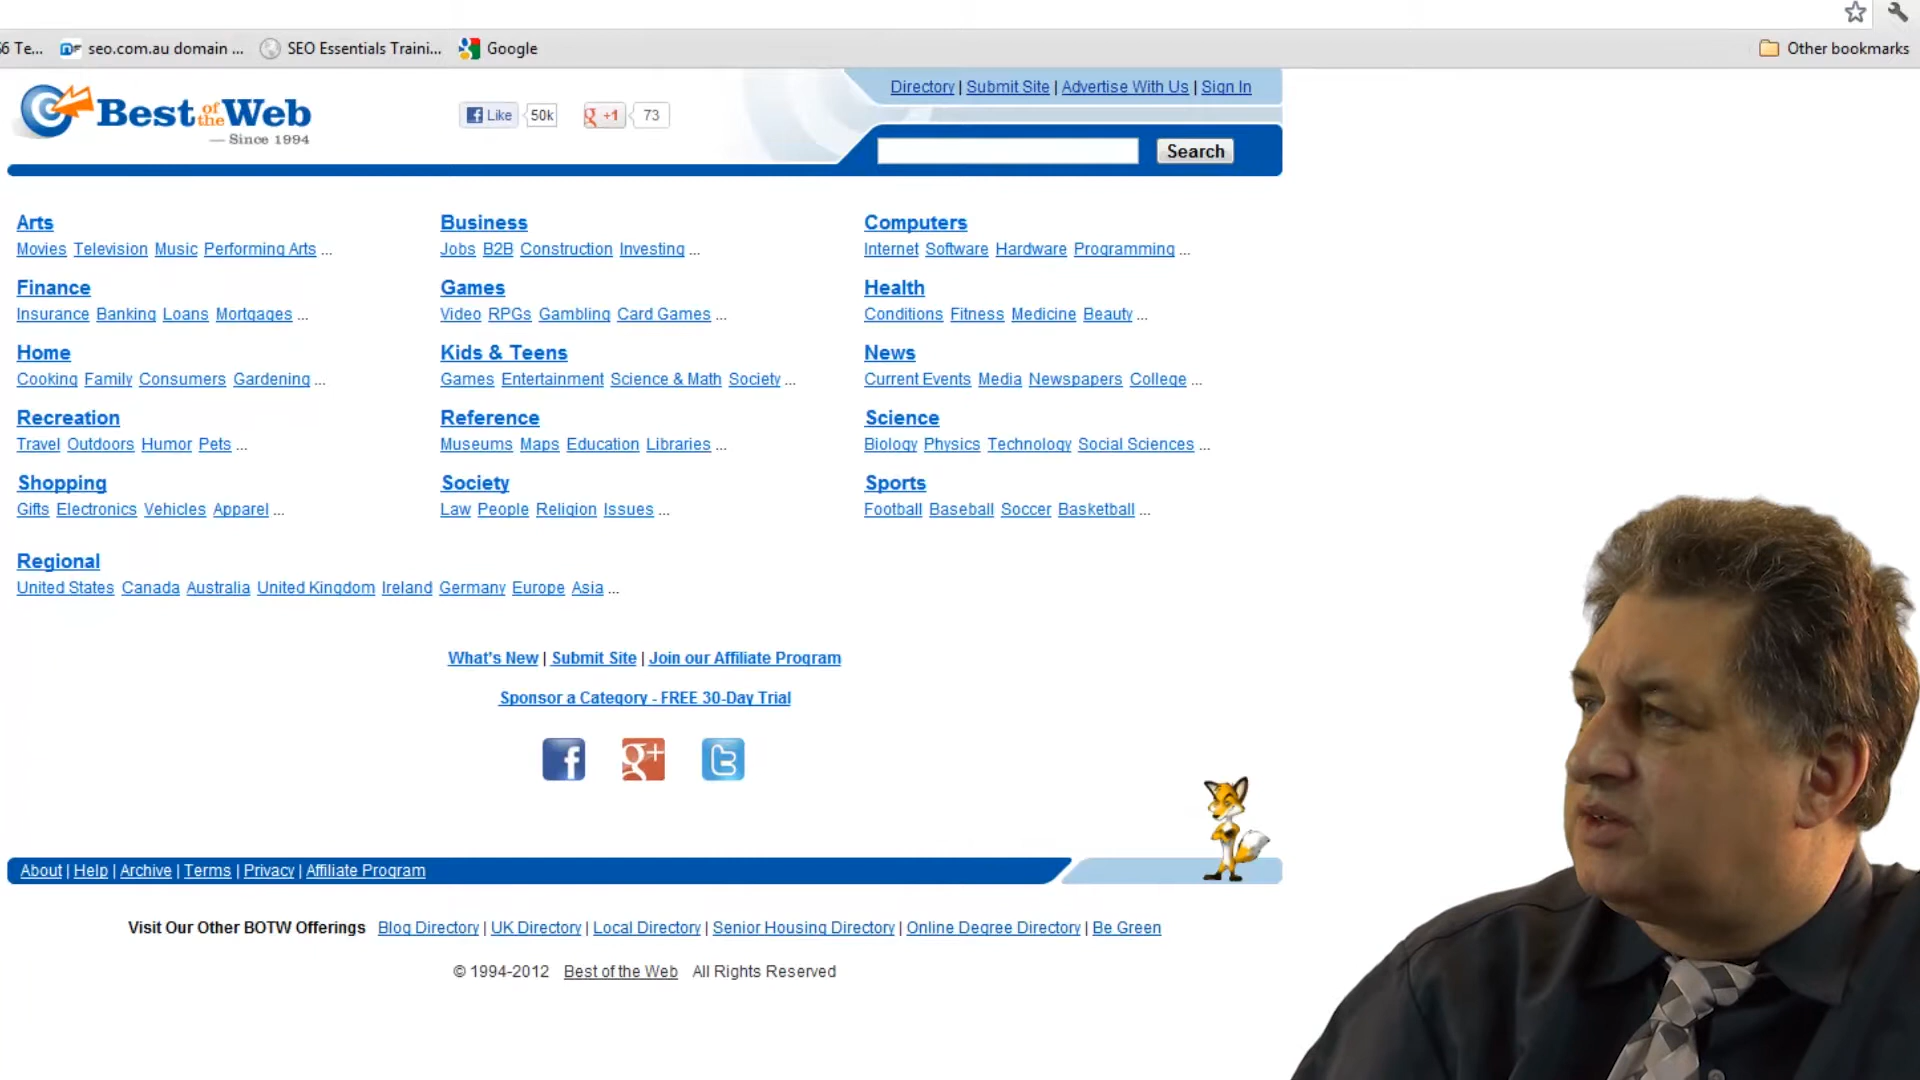 6 Te... seo.com.au domain ... SEO Essentials Traini... Google Other bookmarks
Directory | Submit Site | Advertise With Us | Sign In
Best of the Web
Since 1994
Like 50k +1 73
Search
Arts Business Computers
Movies Television Music Performing Arts ... Jobs B2B Construction Investing ... Internet Software Hardware Programming ...
Finance Games Health
Insurance Banking Loans Mortgages ... Video RPGs Gambling Card Games ... Conditions Fitness Medicine Beauty ...
Home Kids & Teens News
Cooking Family Consumers Gardening ... Games Entertainment Science & Math Society ... Current Events Media Newspapers College ...
Recreation Reference Science
Travel Outdoors Humor Pets ... Museums Maps Education Libraries ... Biology Physics Technology Social Sciences ...
Shopping Society Sports
Gifts Electronics Vehicles Apparel ... Law People Religion Issues ... Football Baseball Soccer Basketball ...
Regional
United States Canada Australia United Kingdom Ireland Germany Europe Asia ...
What's New | Submit Site | Join our Affiliate Program
Sponsor a Category - FREE 30-Day Trial
About | Help | Archive | Terms | Privacy | Affiliate Program
Visit Our Other BOTW Offerings Blog Directory | UK Directory | Local Directory | Senior Housing Directory | Online Degree Directory | Be Green
© 1994-2012 Best of the Web All Rights Reserved